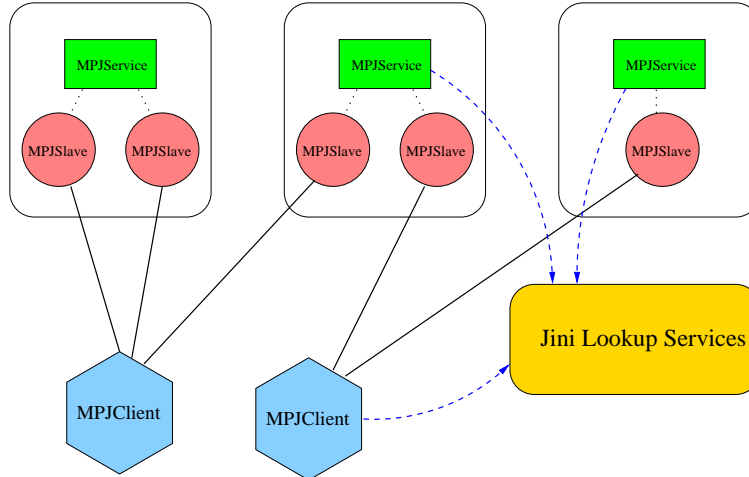 MPJService
MPJService
MPJService
MPJSlave
MPJSlave
MPJSlave
MPJSlave
MPJSlave
Jini Lookup Services
MPJClient
MPJClient